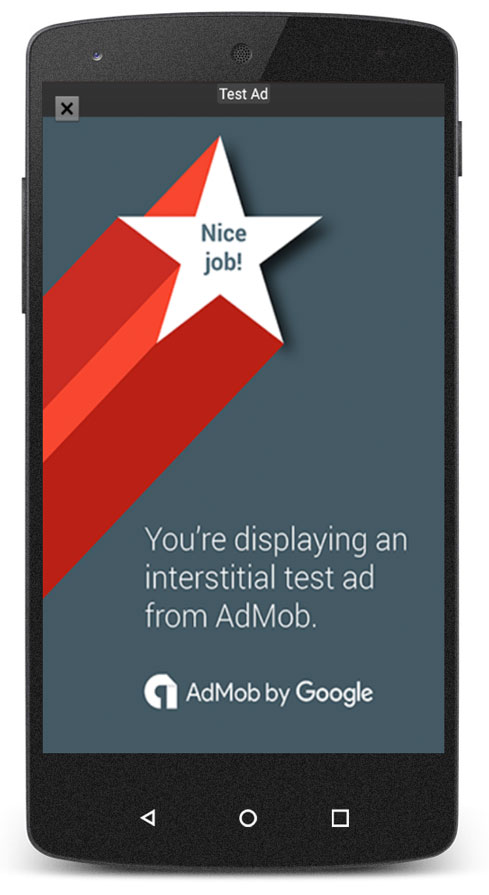 Test Ad
Nice
job!
You're displaying an
interstitial test ad
from AdMob.
AdMob by Google